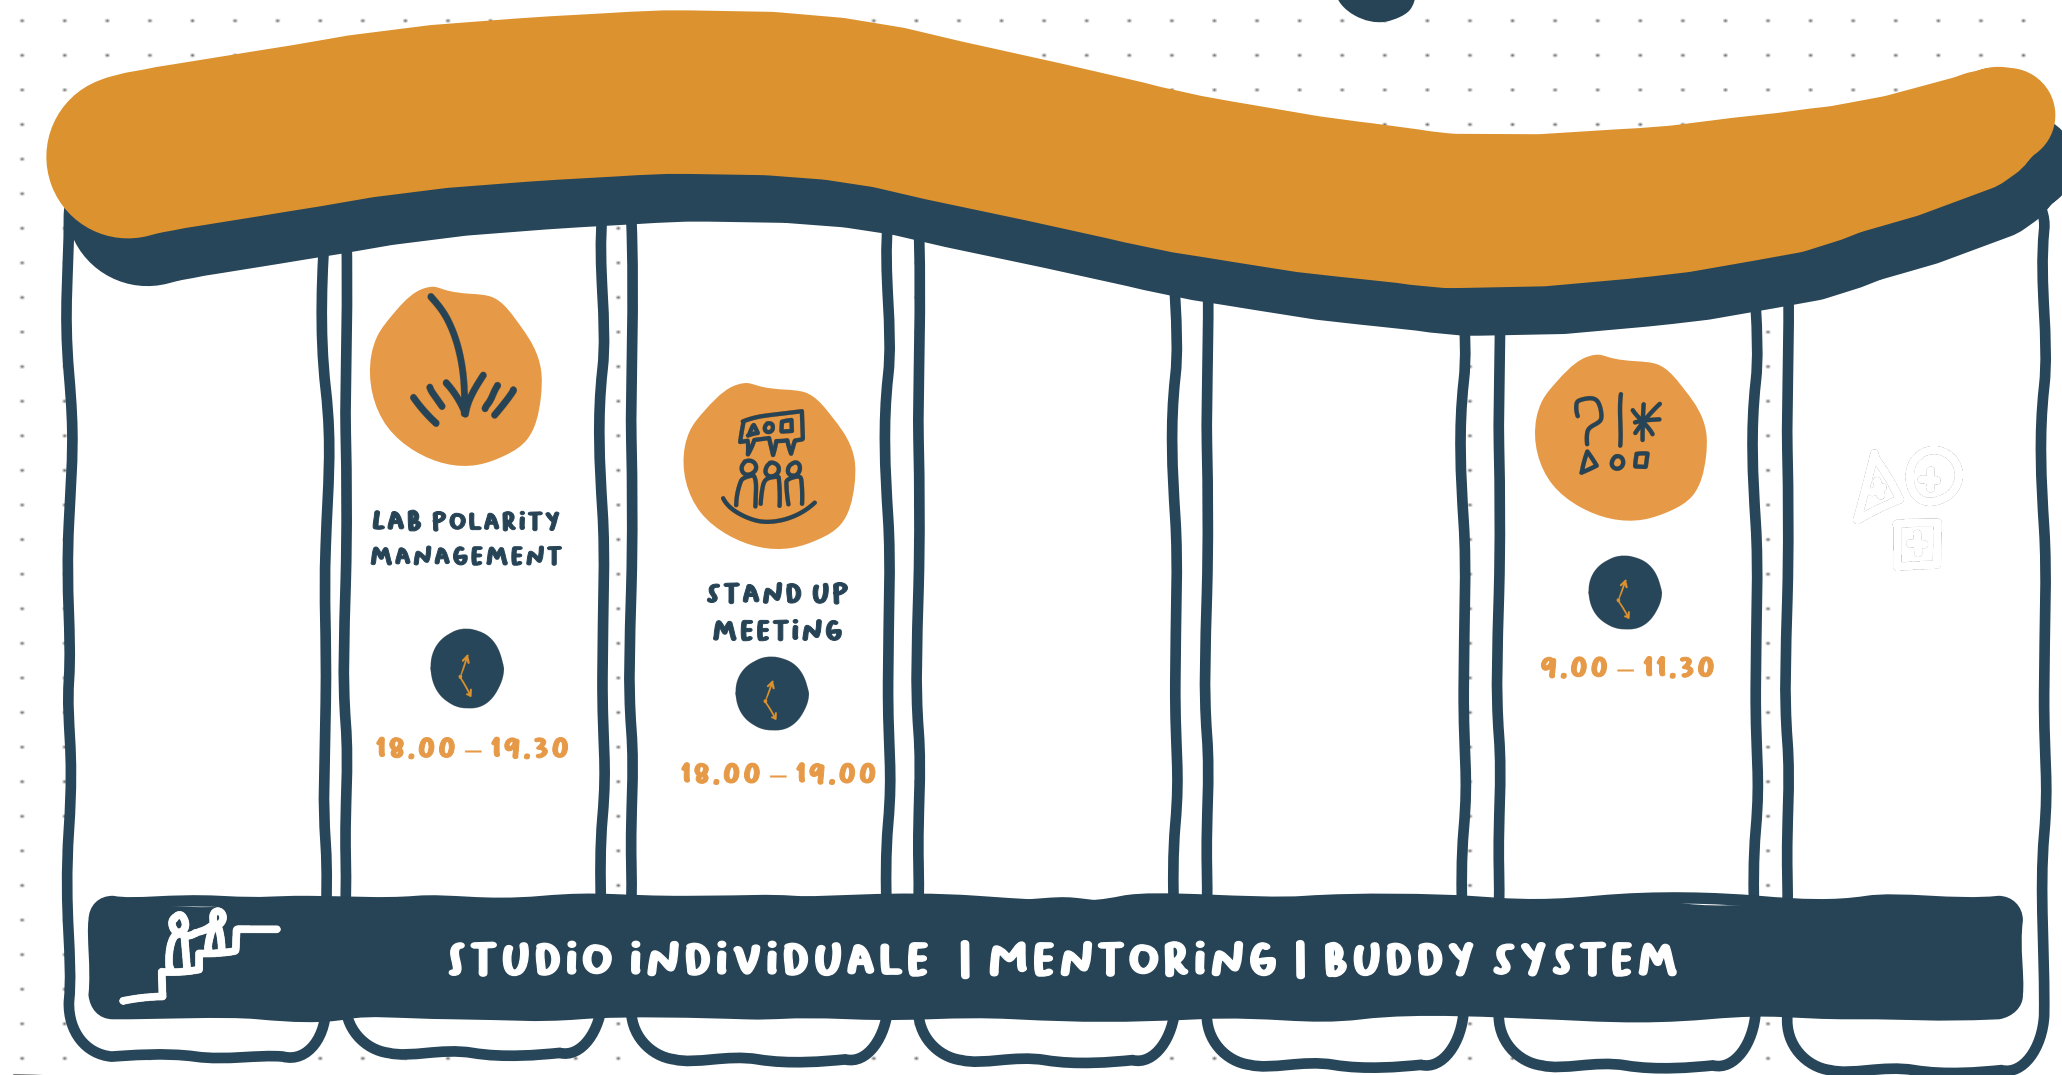 LAB POLARITY
MANAGEMENT
18.00 – 19.30
STAND UP
MEETING
18.00 – 19.00
?!*
9.00 – 11.30
STUDIO INDIVIDUALE | MENTORING | BUDDY SYSTEM